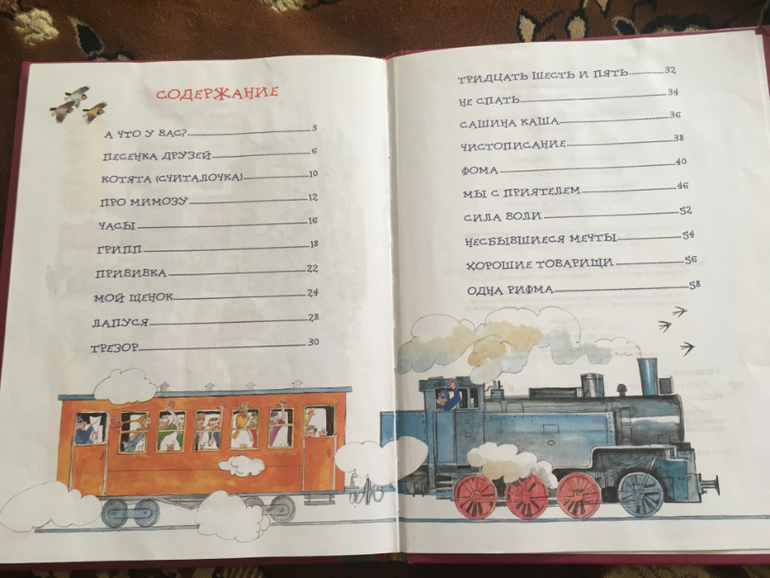 СОДЕРЖАНИЕ
А ЧТО У ВАС? 3
ПЕСЕНКА ДРУЗЕЙ 6
КОТЯТА (СЧИТАЛОЧКА) 10
ПРО МИМОЗУ 12
ЧАСЫ 16
ГРИПП 18
ПРИВИВКА 22
МОЙ ЩЕНОК 24
ЛАПУСЯ 28
ТРЕЗОР 30
ТРИДЦАТЬ ШЕСТЬ И ПЯТЬ 32
НЕ СПАТЬ 34
САШИНА КАША 36
ЧИСТОПИСАНИЕ 38
ФОМА 40
МЫ С ПРИЯТЕЛЕМ 46
СИЛА ВОЛИ 52
НЕСБЫВШИЕСЯ МЕЧТЫ 54
ХОРОШИЕ ТОВАРИЩИ 56
ОДНА РИФМА 58